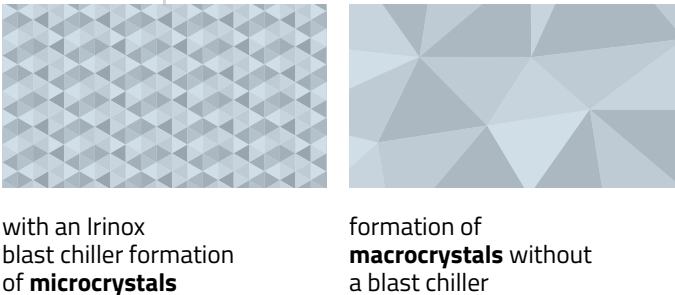 with an Irinox
blast chiller formation
of microcrystals
formation of
macrocrystals without
a blast chiller